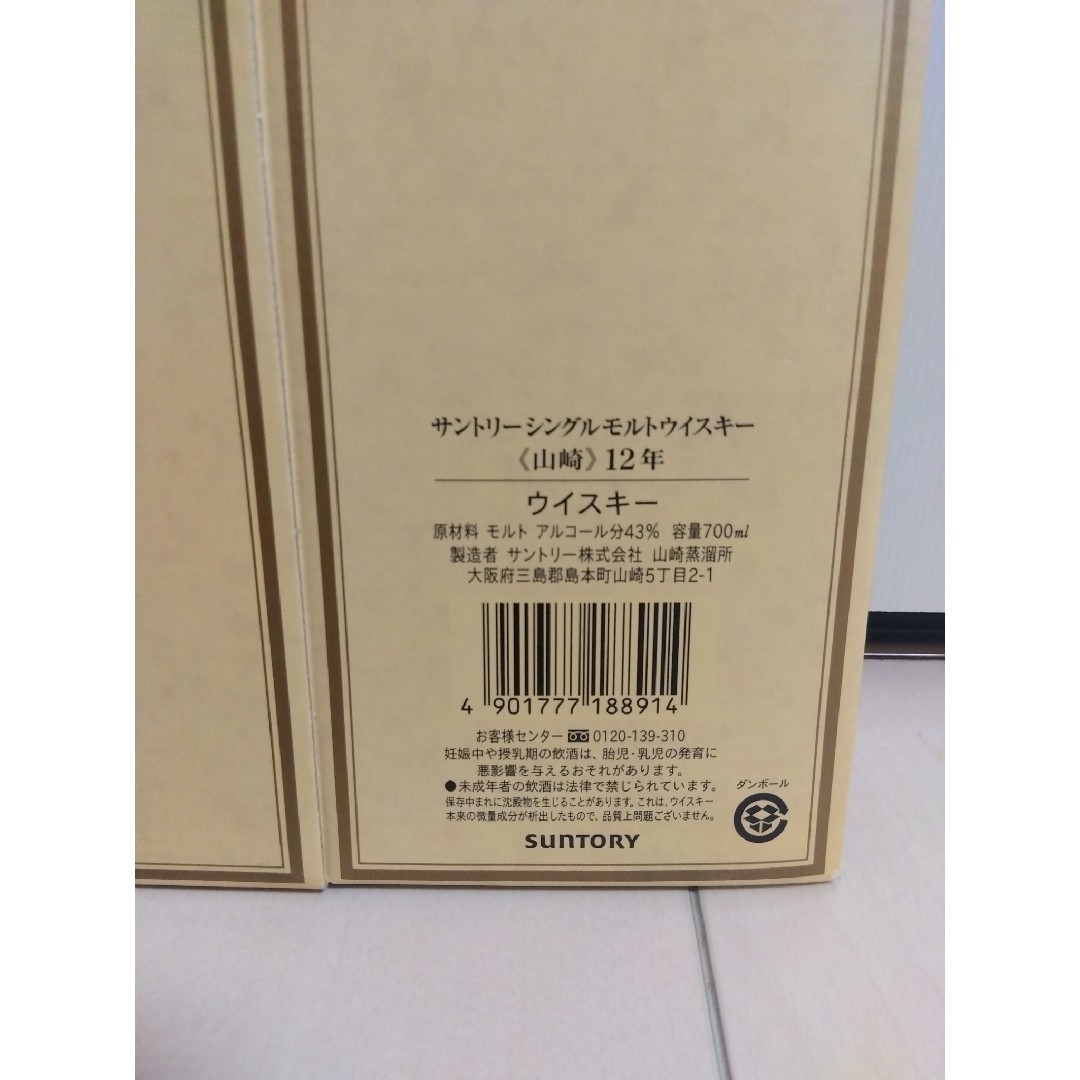 サントリーシングルモルトウイスキー
《山崎》12年
ウイスキー
原材料 モルト アルコール分43% 容量700ml
製造者 サントリー株式会社 山崎蒸溜所
大阪府三島郡島本町山崎5丁目2-1
4 901777 188914
お客様センター 0120-139-310
妊娠中や授乳期の飲酒は、胎児・乳児の発育に
悪影響を与えるおそれがあります。
●未成年者の飲酒は法律で禁じられています。
ダンボール
保存中まれに沈殿物を生じることがあります。これは、ウイスキー
本来の微量成分が析出したもので、品質上問題ございません。
SUNTORY